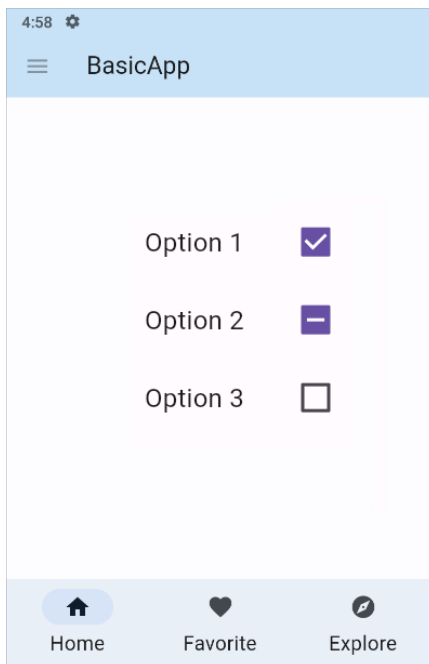 4:58
BasicApp
Option 1
Option 2
Option 3
Home Favorite Explore